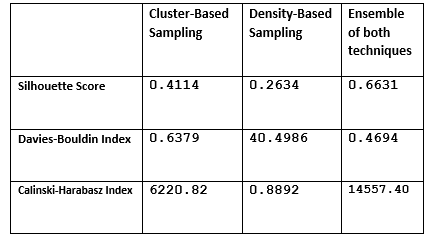 Cluster-Based Sampling
Density-Based Sampling
Ensemble of both techniques
Silhouette Score 0.4114 0.2634 0.6631
Davies-Bouldin Index 0.6379 40.4986 0.4694
Calinski-Harabasz Index 6220.82 0.8892 14557.40